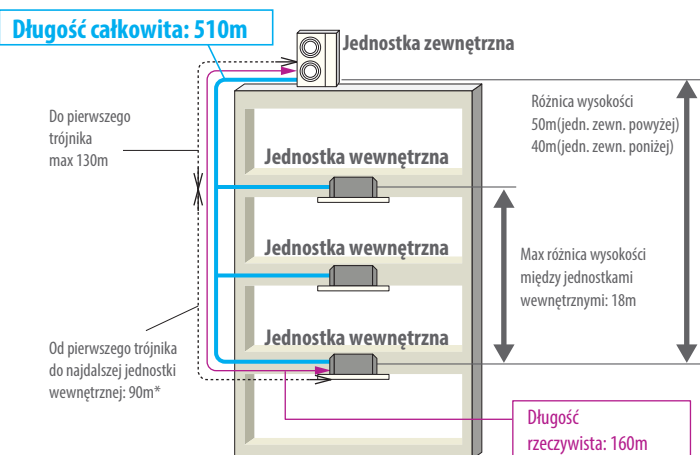 Długość całkowita: 510m
Jednostka zewnętrzna
Do pierwszego
trójnika
max 130m
Różnica wysokości
50m(jedn. zewn. powyżej)
40m(jedn. zewn. poniżej)
Jednostka wewnętrzna
Jednostka wewnętrzna
Max różnica wysokości
między jednostkami
wewnętrznymi: 18m
Jednostka wewnętrzna
Od pierwszego trójnika
do najdalszej jednostki
wewnętrznej: 90m*
Długość
rzeczywista: 160m